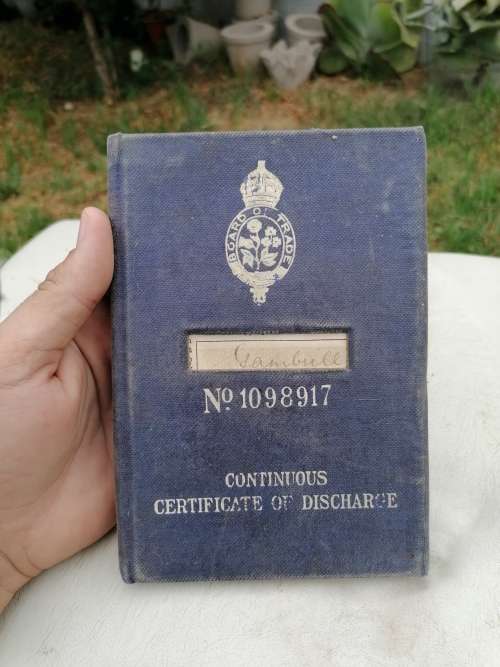 BOARD OF TRADE
Gambull
No 1098917
CONTINUOUS
CERTIFICATE OF DISCHARGE